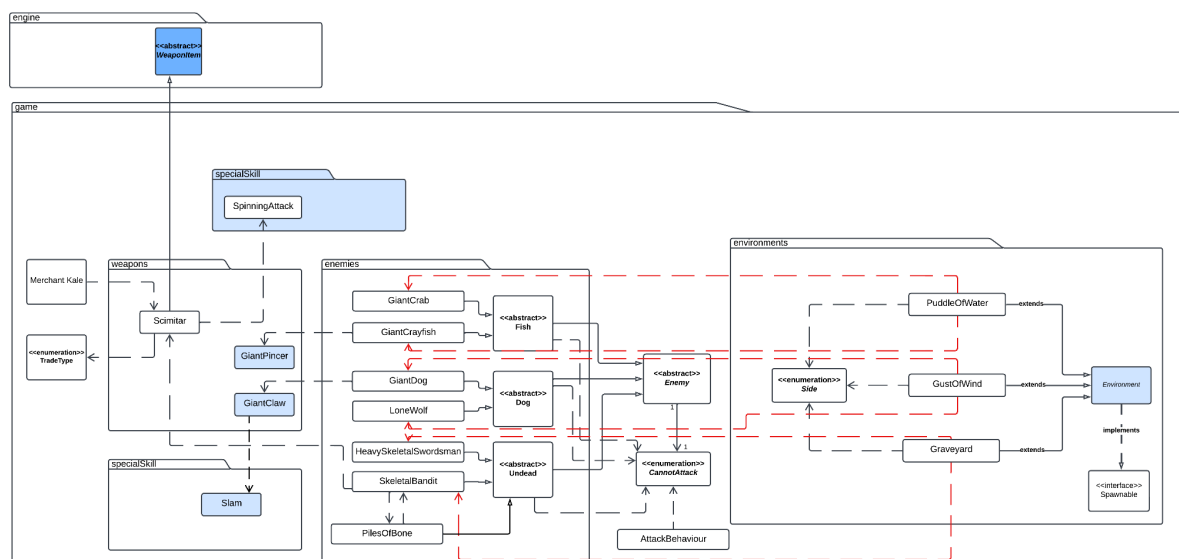 engine
<<abstract>>
WeaponItem
game
specialSkill
SpinningAttack
environments
weapons
enemies
Merchant Kale
Scimitar
<<enumeration>>
TradeType
GiantPincer
GiantClaw
specialSkill
Slam
GiantCrab
GiantCrayfish
GiantDog
LoneWolf
HeavySkeletalSwordsman
SkeletalBandit
PilesOfBone
<<abstract>>
Fish
<<abstract>>
Dog
<<abstract>>
Undead
<<abstract>>
Enemy
1
1
<<enumeration>>
CannotAttack
AttackBehaviour
<<enumeration>>
Side
PuddleOfWater
extends
GustOfWind
extends
Graveyard
extends
Environment
implements
<<interface>>
Spawnable